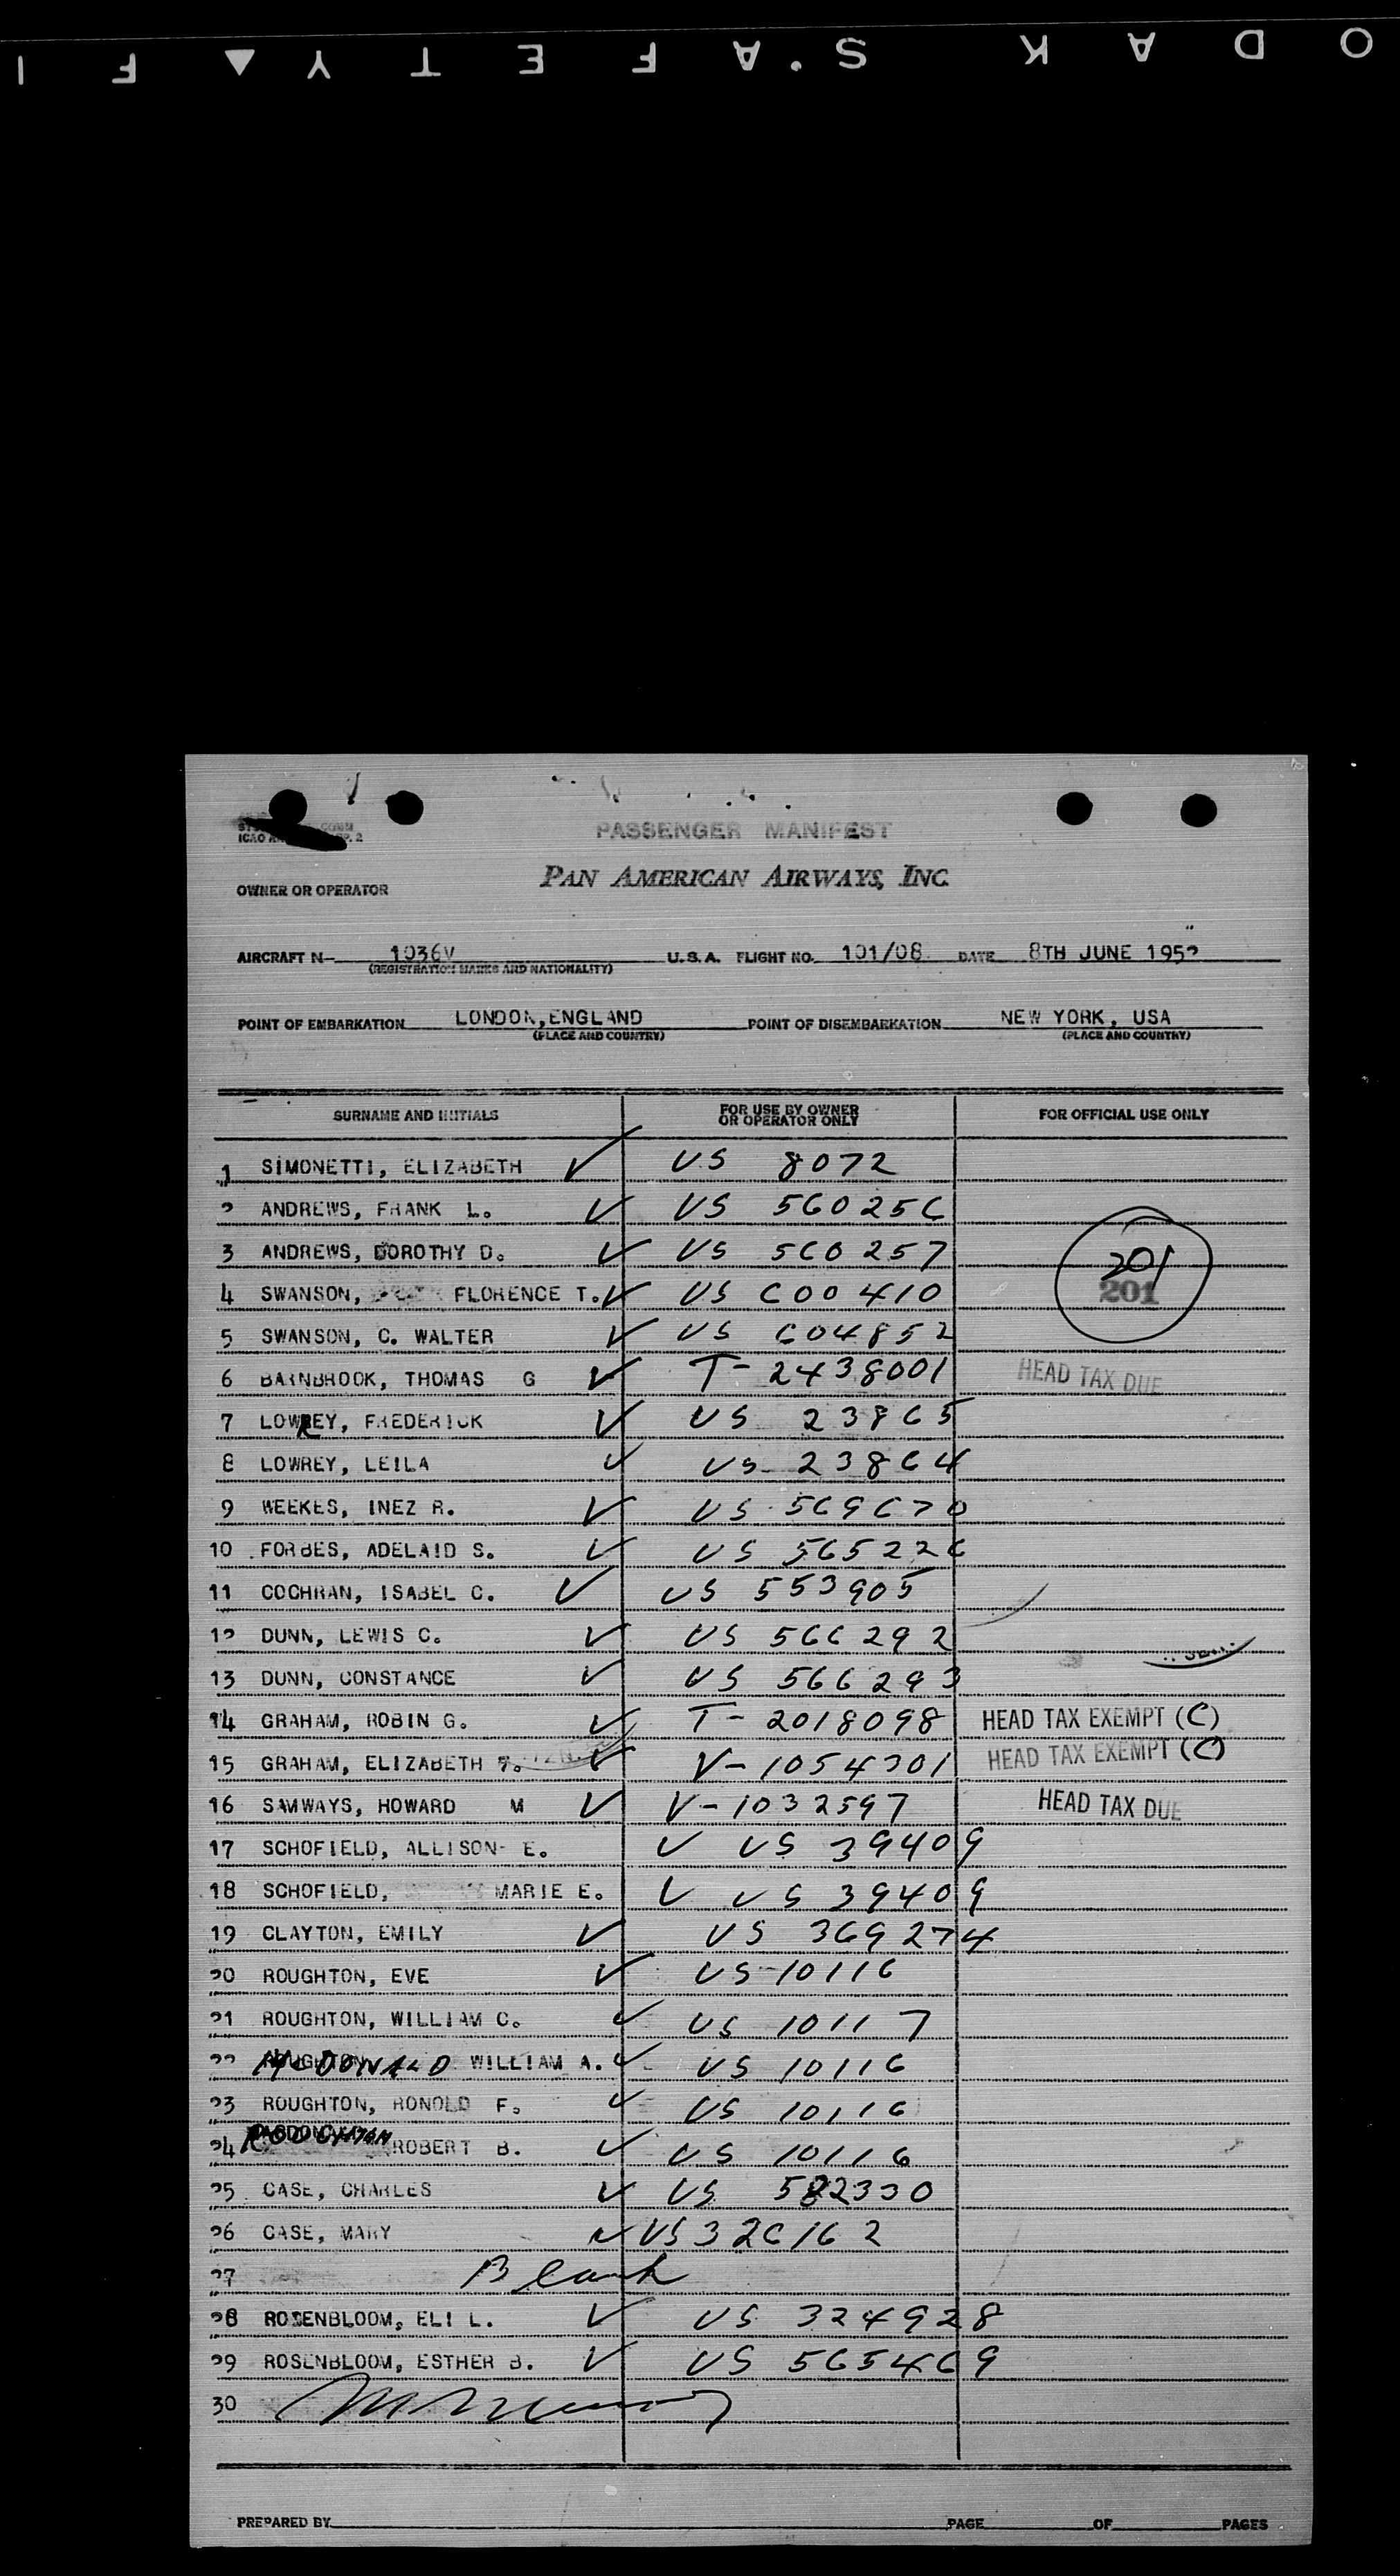 ODAK S.AFETY▲FI
PASSENGER MANIFEST
PAN AMERICAN AIRWAYS, INC.
OWNER OR OPERATOR
AIRCRAFT N- 1036V U.S.A. FLIGHT NO. 101/08 DATE 8TH JUNE 1952
(REGISTRATION MARKS AND NATIONALITY)
POINT OF EMBARKATION LONDON, ENGLAND POINT OF DISEMBARKATION NEW YORK, USA
(PLACE AND COUNTRY) (PLACE AND COUNTRY)
SURNAME AND INITIALS FOR USE BY OWNER OR OPERATOR ONLY FOR OFFICIAL USE ONLY
1 SIMONETTI, ELIZABETH ✓ US 8072
2 ANDREWS, FRANK L. ✓ US 560256
201
3 ANDREWS, DOROTHY D. ✓ US 560257
4 SWANSON, FLORENCE T. ✓ US 600410 201
5 SWANSON, C. WALTER ✓ US 604852
6 BARNBROOK, THOMAS G ✓ T-2438001 HEAD TAX DUE
7 LOWREY, FREDERICK ✓ US 23865
8 LOWREY, LEILA ✓ US 23864
9 WEEKES, INEZ R. ✓ US 569670
10 FORBES, ADELAID S. ✓ US 565226
11 COCHRAN, ISABEL C. ✓ US 553905
12 DUNN, LEWIS C. ✓ US 566292
13 DUNN, CONSTANCE ✓ US 566293
14 GRAHAM, ROBIN G. ✓ T-2018098 HEAD TAX EXEMPT (C)
15 GRAHAM, ELIZABETH ✓ V-1054301 HEAD TAX EXEMPT (C)
16 SAMWAYS, HOWARD M ✓ V-1032597 HEAD TAX DUE
17 SCHOFIELD, ALLISON E. ✓ US 39409
18 SCHOFIELD, MARIE E. ✓ US 39409
19 CLAYTON, EMILY ✓ US 369274
20 ROUGHTON, EVE ✓ US 10116
21 ROUGHTON, WILLIAM C. ✓ US 10117
22 McDONALD WILLIAM A. ✓ US 10116
23 ROUGHTON, RONOLD F. ✓ US 10116
24 ROUGHTON ROBERT B. ✓ US 10116
25 CASE, CHARLES ✓ US 582330
26 CASE, MARY ✓ US 326162
27 Blank
28 ROSENBLOOM, ELI L. ✓ US 324928
29 ROSENBLOOM, ESTHER B. ✓ US 565469
30
PREPARED BY PAGE OF PAGES